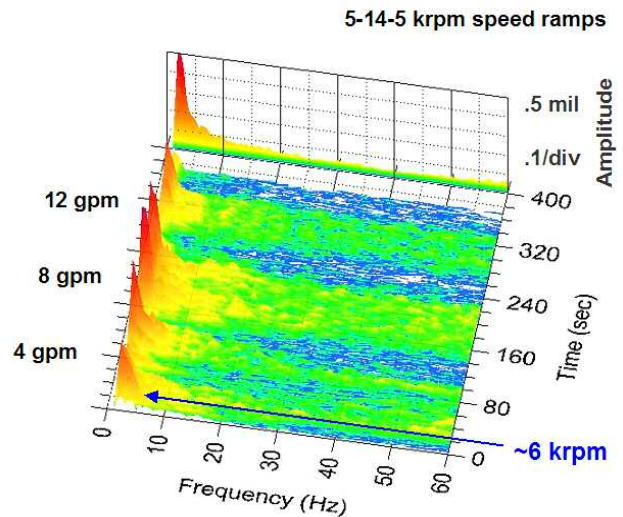 5-14-5 krpm speed ramps
.5 mil
.1/div
Amplitude
12 gpm
8 gpm
4 gpm
400
320
240
160
80
0
Time (sec)
~6 krpm
0
10
20
30
40
50
60
Frequency (Hz)